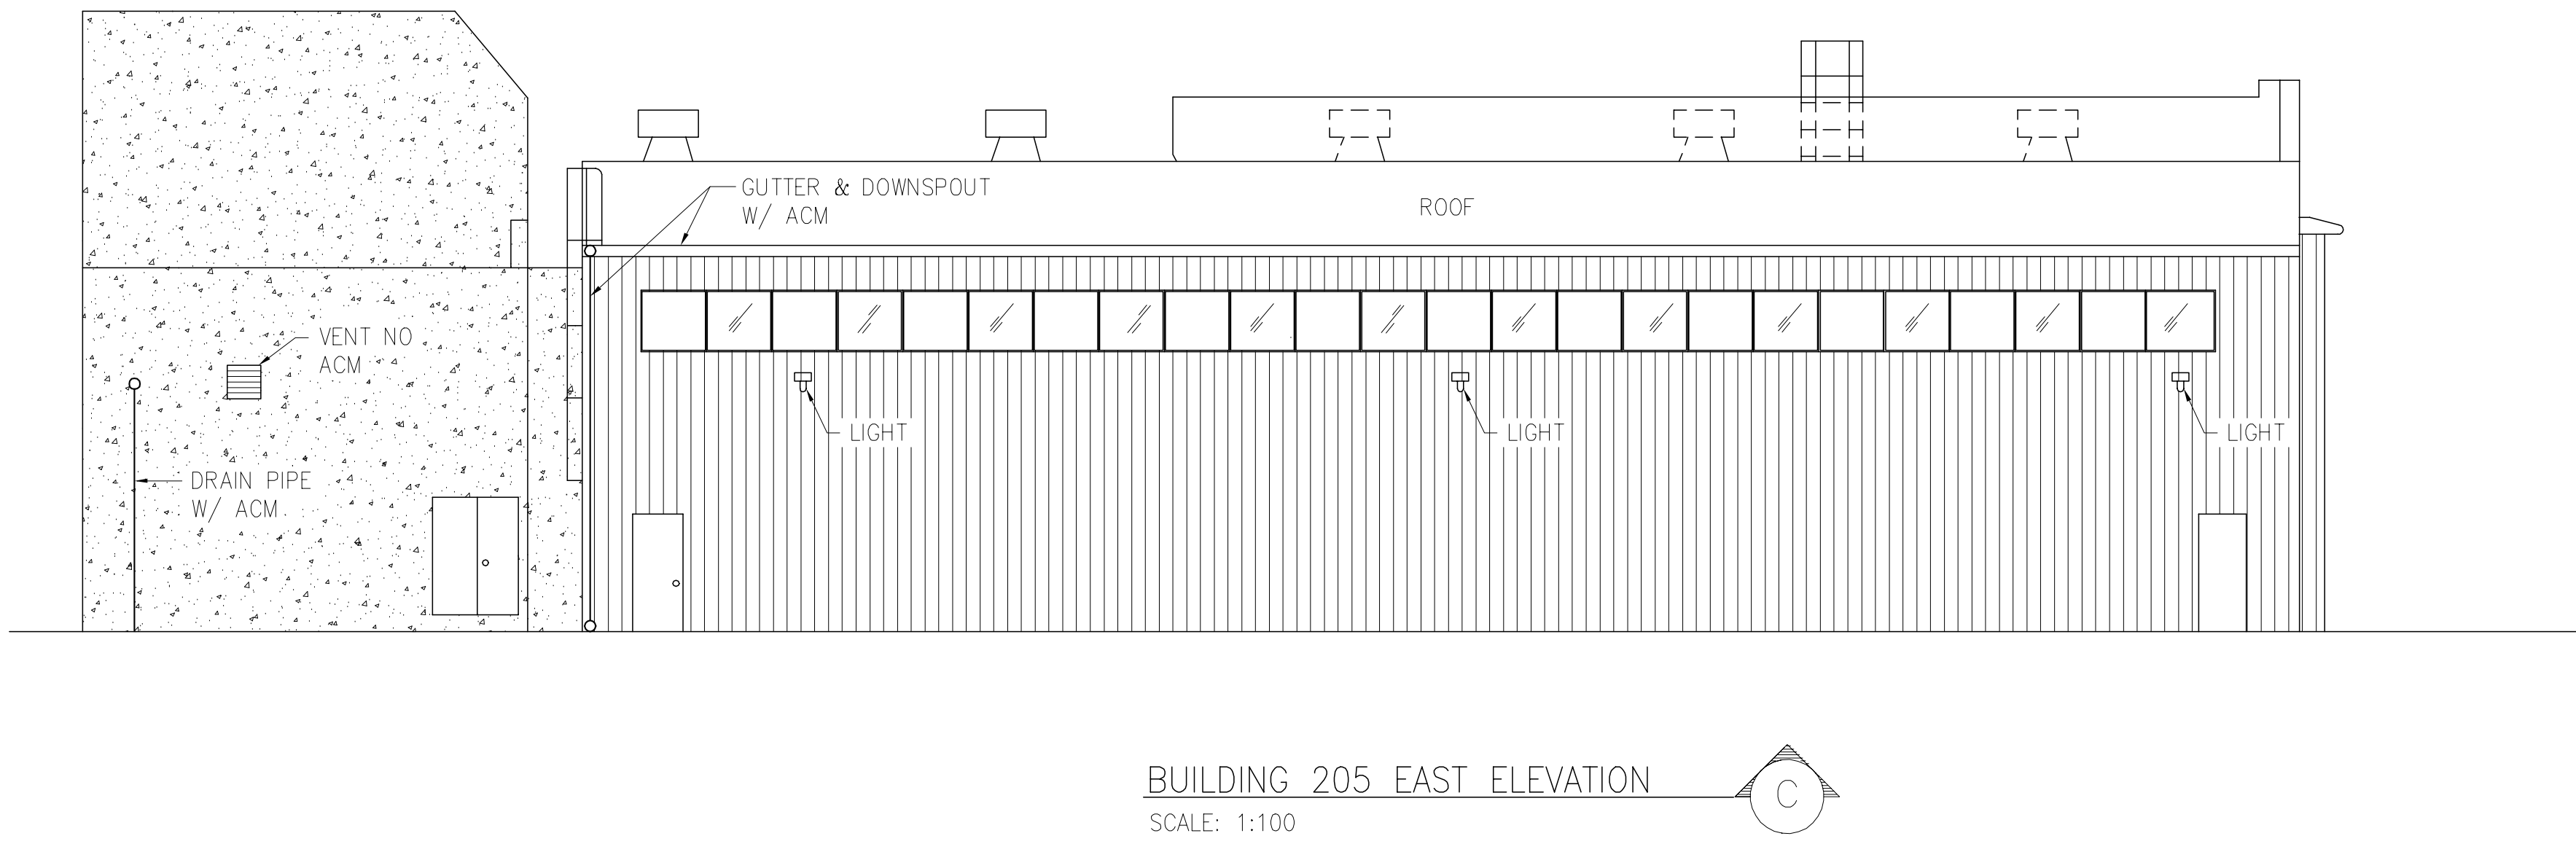 GUTTER & DOWNSPOUT
W/ ACM
ROOF
VENT NO
ACM
LIGHT
LIGHT
LIGHT
DRAIN PIPE
W/ ACM
BUILDING 205 EAST ELEVATION
C
SCALE: 1:100